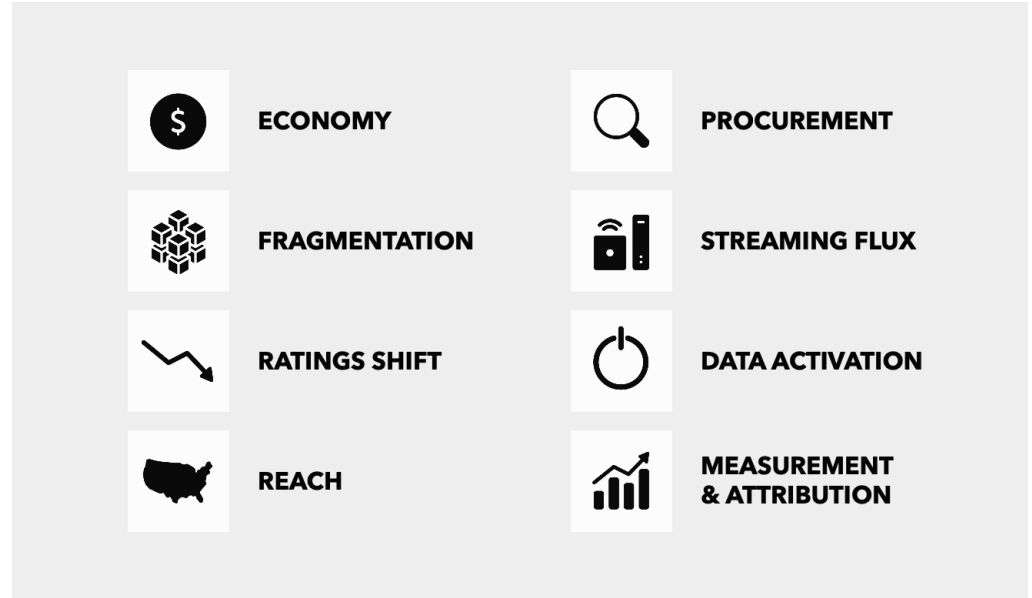 $
ECONOMY
FRAGMENTATION
RATINGS SHIFT
REACH
PROCUREMENT
STREAMING FLUX
DATA ACTIVATION
MEASUREMENT
& ATTRIBUTION